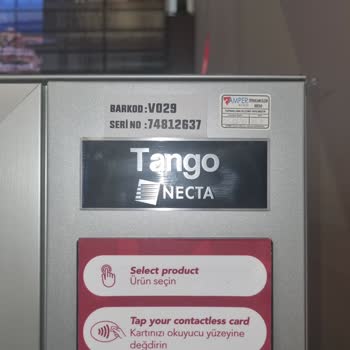 BARKOD : V029
SERİ NO : 74812637
AMPER
Tango
NECTA
Select product
Ürün seçin
Tap your contactless card
Kartınızı okuyucu yüzeyine
değdirin